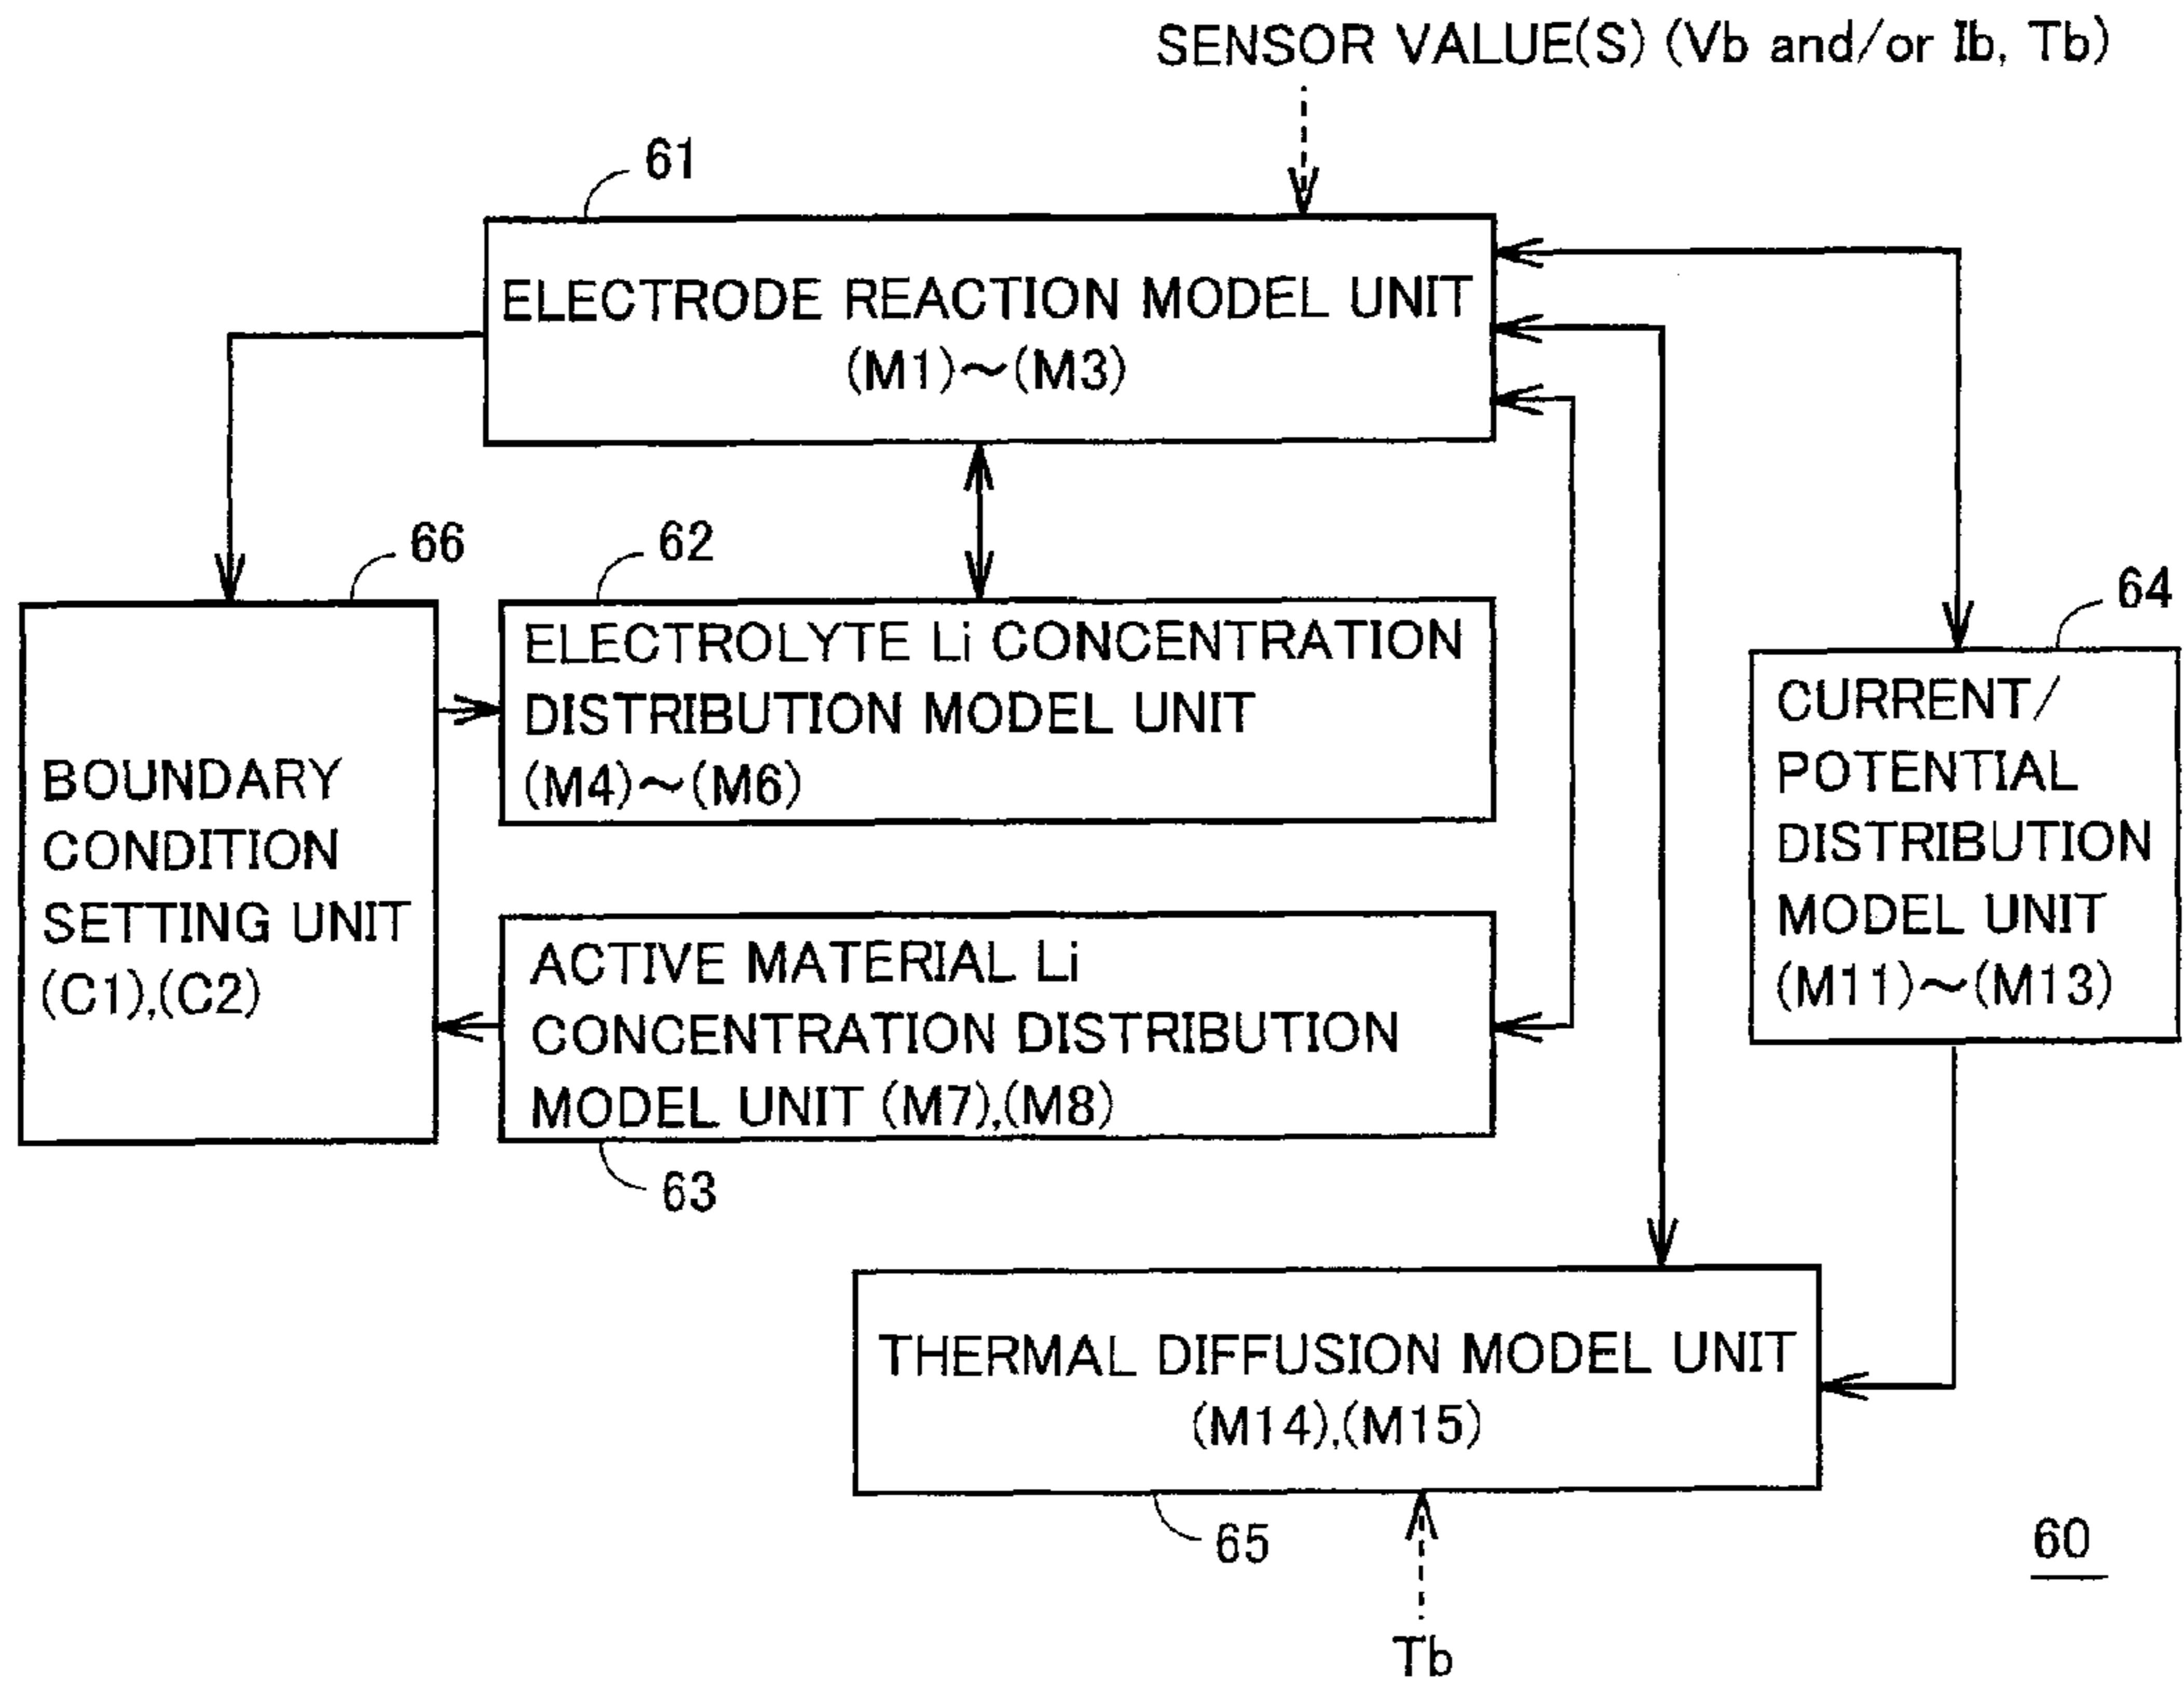 SENSOR VALUE(S) (Vb and/or Ib, Tb)
61
ELECTRODE REACTION MODEL UNIT
(M1)~(M3)
66
62
64
ELECTROLYTE Li CONCENTRATION
DISTRIBUTION MODEL UNIT
(M4)~(M6)
BOUNDARY
CONDITION
SETTING UNIT
(C1),(C2)
CURRENT/
POTENTIAL
DISTRIBUTION
MODEL UNIT
(M11)~(M13)
ACTIVE MATERIAL Li
CONCENTRATION DISTRIBUTION
MODEL UNIT (M7),(M8)
63
THERMAL DIFFUSION MODEL UNIT
(M14),(M15)
65
60
Tb